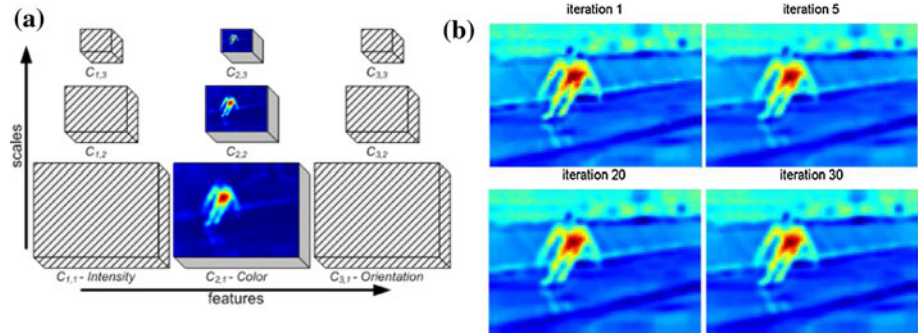 (a)
C1,3
C2,3
C3,3
C1,2
C2,2
C3,2
scales
C1,1 - Intensity
C2,1 - Color
C3,1 - Orientation
features
(b)
iteration 1
iteration 5
iteration 20
iteration 30